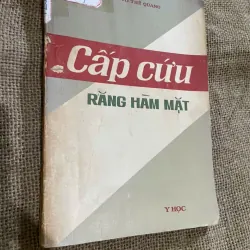 Cấp cứu
RĂNG HÀM MẶT
Y HỌC